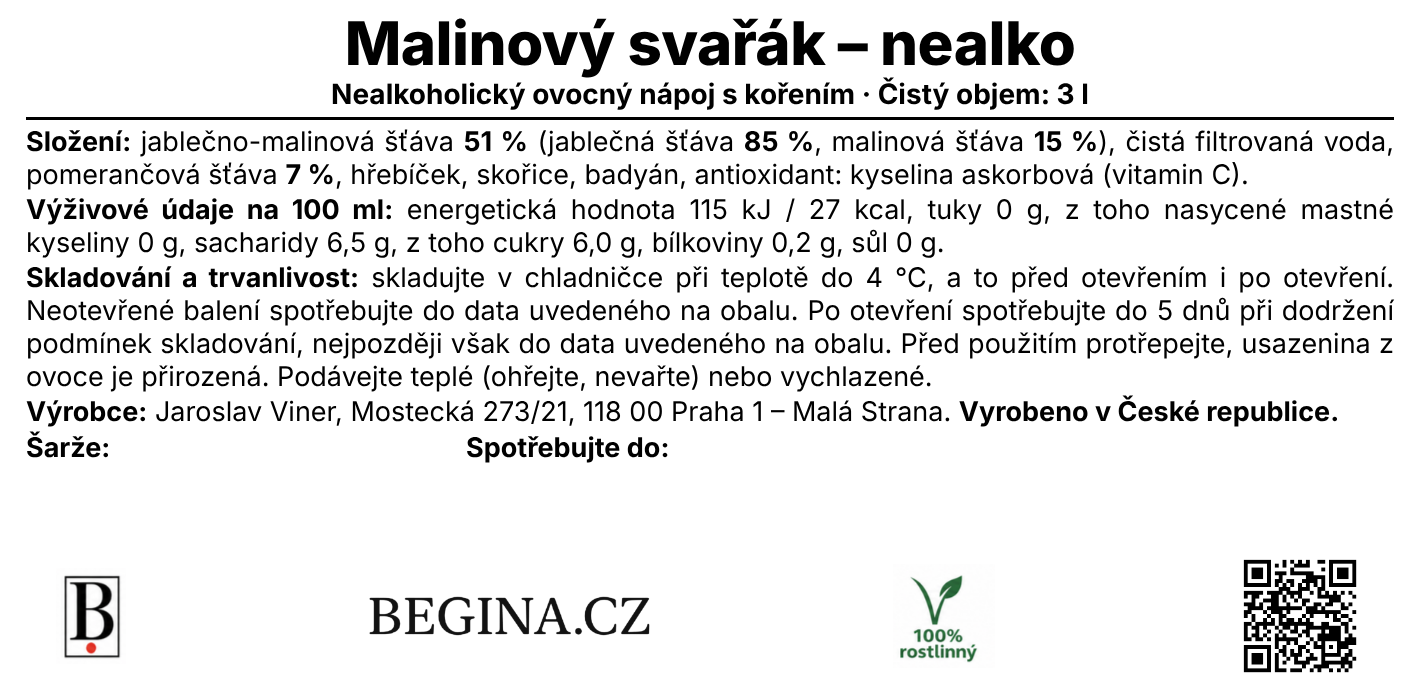 Malinový svařák – nealko
Nealkoholický ovocný nápoj s kořením · Čistý objem: 3 l
Složení: jablečno-malinová šťáva 51 % (jablečná šťáva 85 %, malinová šťáva 15 %), čistá filtrovaná voda,
pomerančová šťáva 7 %, hřebíček, skořice, badyán, antioxidant: kyselina askorbová (vitamin C).
Výživové údaje na 100 ml: energetická hodnota 115 kJ / 27 kcal, tuky 0 g, z toho nasycené mastné
kyseliny 0 g, sacharidy 6,5 g, z toho cukry 6,0 g, bílkoviny 0,2 g, sůl 0 g.
Skladování a trvanlivost: skladujte v chladničce při teplotě do 4 °C, a to před otevřením i po otevření.
Neotevřené balení spotřebujte do data uvedeného na obalu. Po otevření spotřebujte do 5 dnů při dodržení
podmínek skladování, nejpozději však do data uvedeného na obalu. Před použitím protřepejte, usazenina z
ovoce je přirozená. Podávejte teplé (ohřejte, nevařte) nebo vychlazené.
Výrobce: Jaroslav Viner, Mostecká 273/21, 118 00 Praha 1 – Malá Strana. Vyrobeno v České republice.
Šarže: Spotřebujte do:
B
BEGINA.CZ
100%
rostlinný